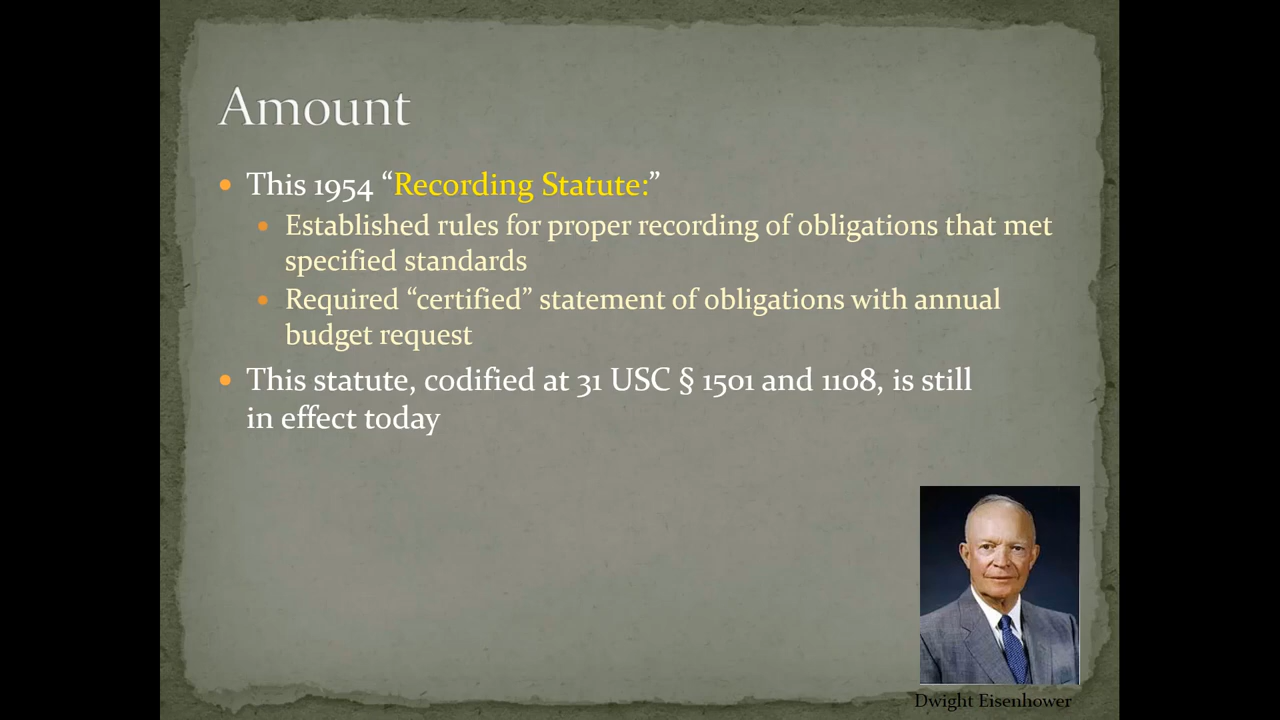 Amount
• This 1954 “Recording Statute:”
• Established rules for proper recording of obligations that met
specified standards
• Required “certified” statement of obligations with annual
budget request
• This statute, codified at 31 USC § 1501 and 1108, is still
in effect today
Dwight Eisenhower